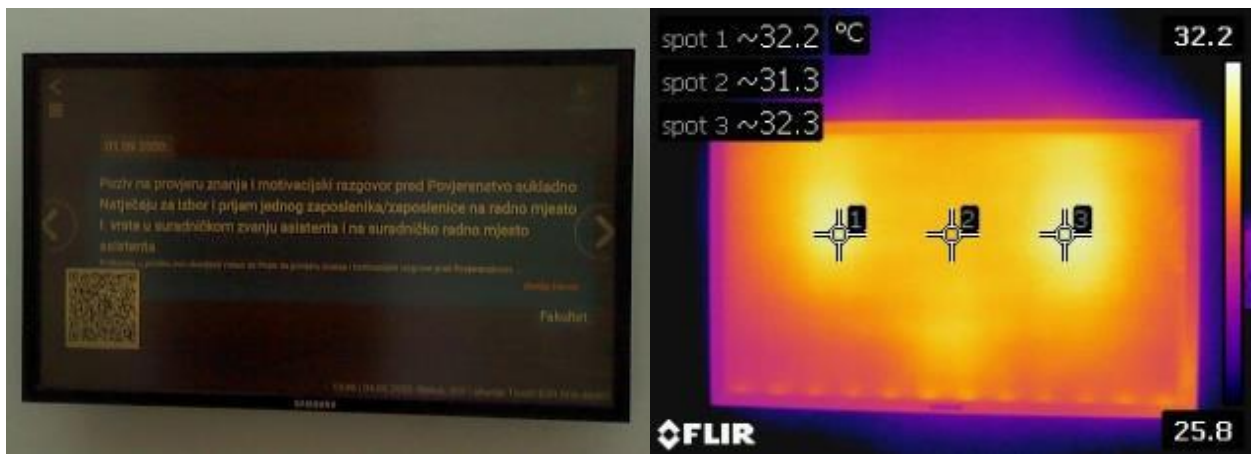 01.09.2020.
Poziv na provjeru znanja i motivacijski razgovor pred Povjerenstvo sukladno
Natječaju za izbor i prijam jednog zaposlenika/zaposlenice na radno mjesto
I. vrste u suradničkom zvanju asistenta i na suradničko radno mjesto
asistenta
Fakultet
SAMSUNG
spot 1 ~32.2 °C
32.2
spot 2 ~31.3
spot 3 ~32.3
1
2
3
FLIR
25.8